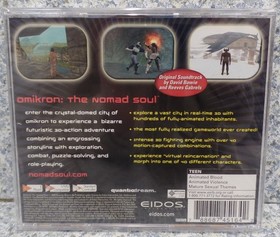 Original Soundtrack
by David Bowie
and Reeves Gabrels
omikron: THE NOMAD SOUL
enter the crystal-domed city of
omikron to experience a bizarre
futuristic 3D-action adventure
combining an engrossing
storyline with exploration,
combat, puzzle-solving, and
role-playing.
nomadsoul.com
explore a vast city in real-time 3D with
hundreds of fully-animated inhabitants.
the most fully realized gameworld ever created!
intense 3D fighting engine with over 40
motion-captured combinations.
experience "virtual reincarnation" and
morph into one of 40 different characters.
TEEN
Animated Blood
Animated Violence
Mature Sexual Themes
quanticdream.
EIDOS
eidos.com